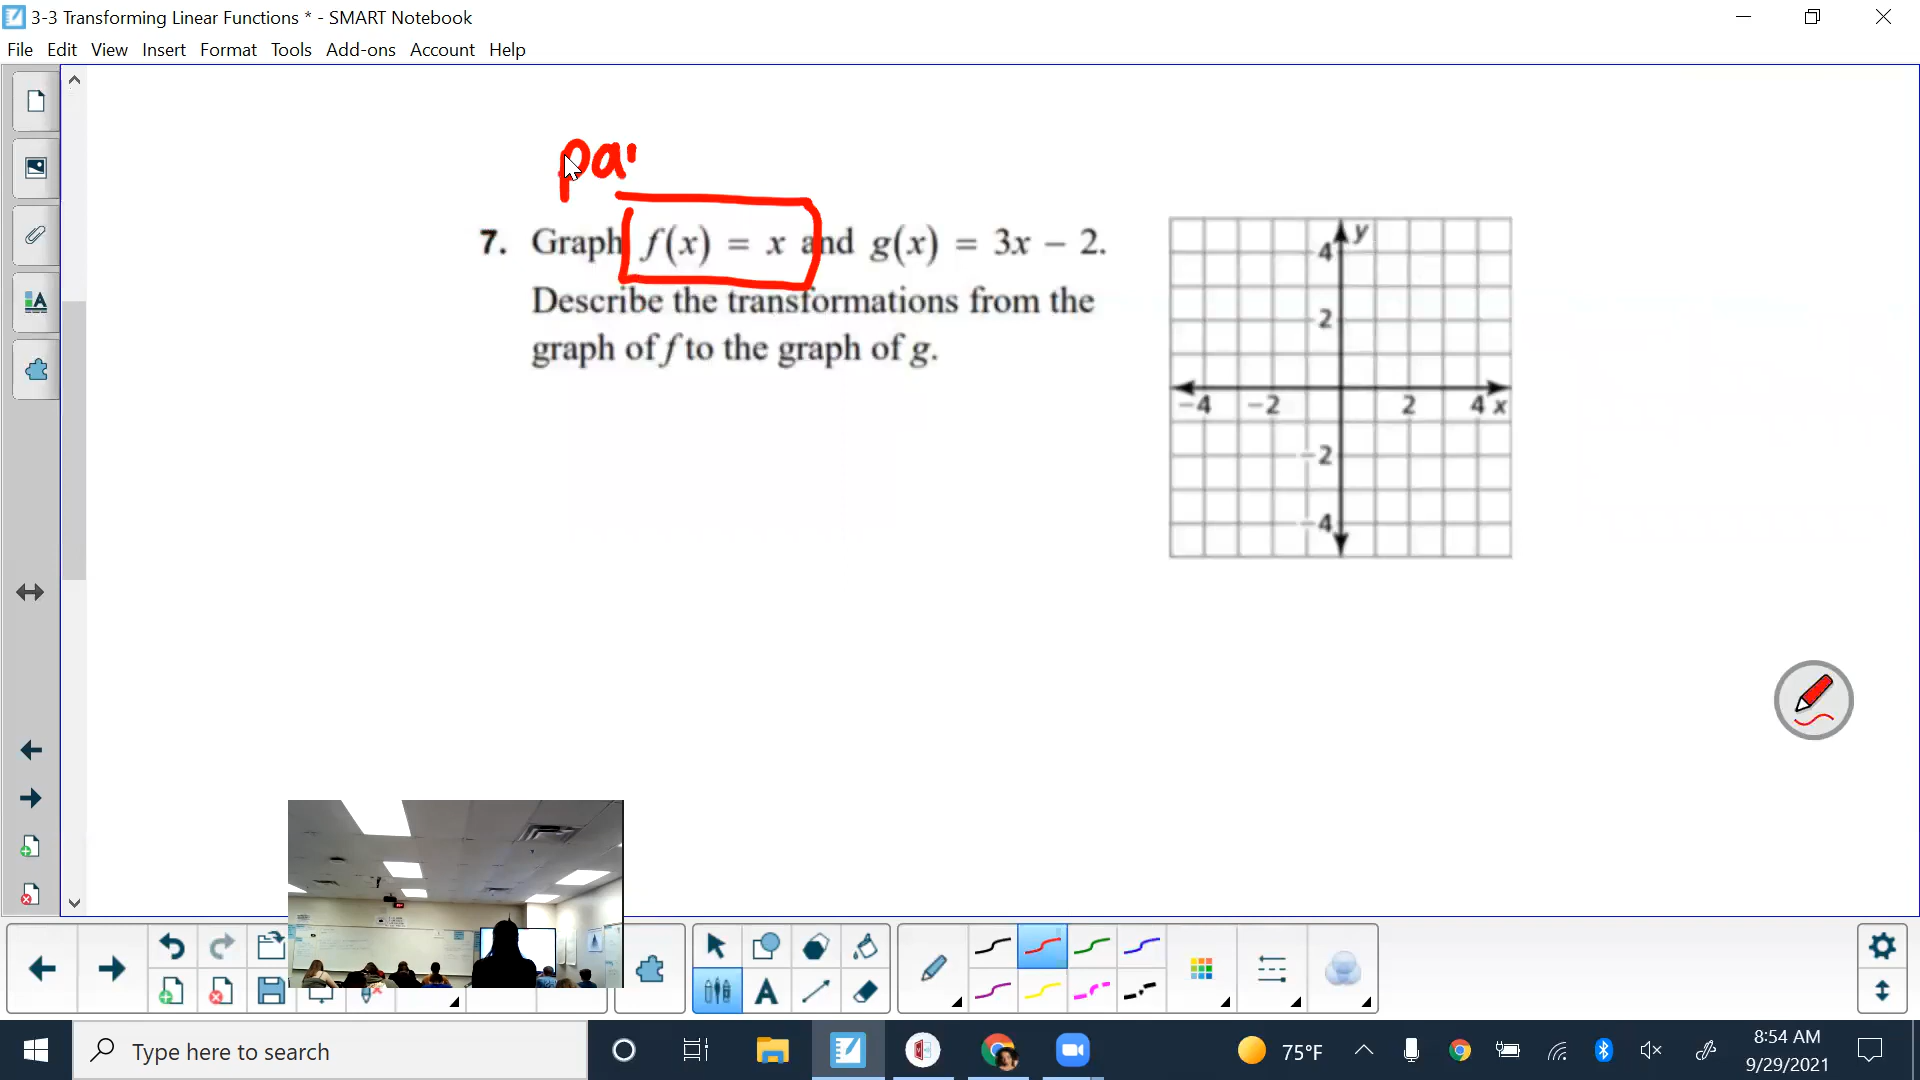 3-3 Transforming Linear Functions * - SMART Notebook
File Edit View Insert Format Tools Add-ons Account Help
par
7. Graph f(x) = x and g(x) = 3x − 2.
Describe the transformations from the
graph of f to the graph of g.
4 y
2
−4 −2 2 4 x
−2
−4
Type here to search
75°F
8:54 AM
9/29/2021